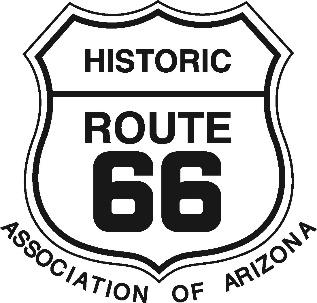 HISTORIC
ROUTE
66
ASSOCIATION OF ARIZONA